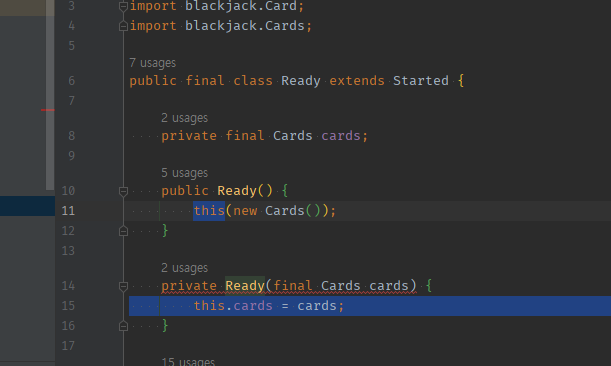 3 import blackjack.Card;
4 import blackjack.Cards;
5
7 usages
6 public final class Ready extends Started {
7
2 usages
8 private final Cards cards;
9
5 usages
10 public Ready() {
11 this(new Cards());
12 }
13
2 usages
14 private Ready(final Cards cards) {
15 this.cards = cards;
16 }
17
15 usages